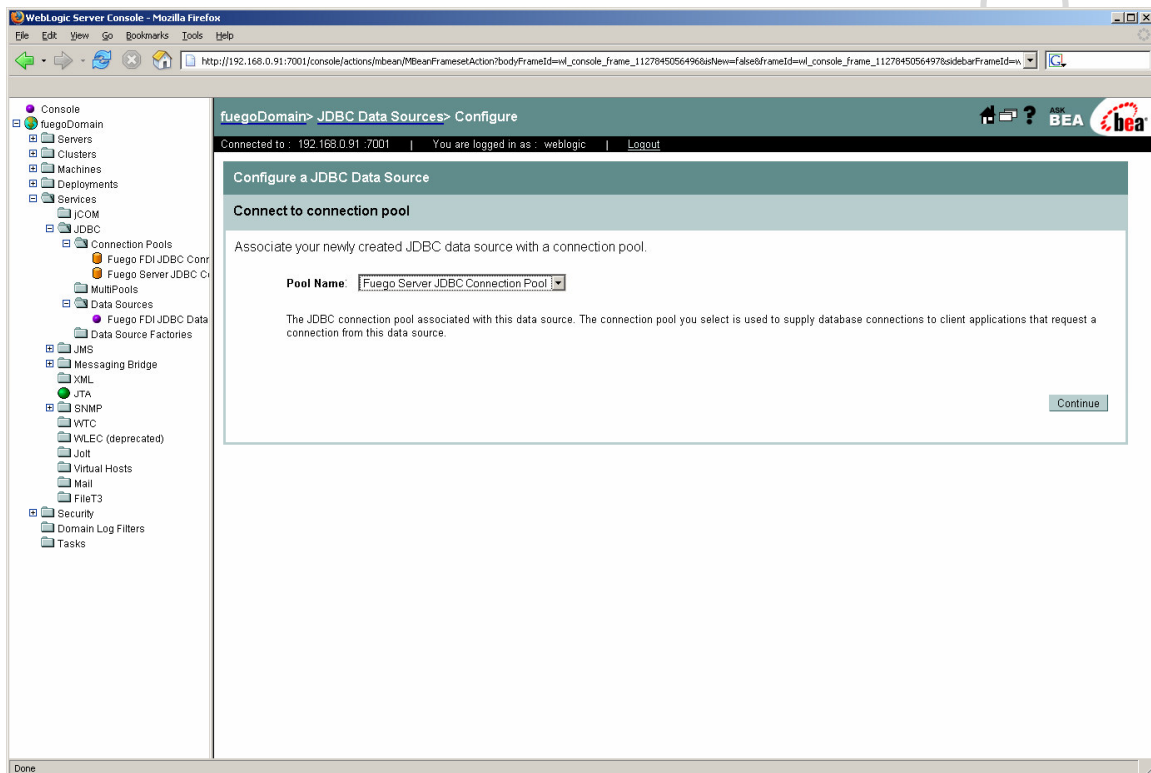 WebLogic Server Console - Mozilla Firefox
File Edit View Go Bookmarks Tools Help
http://192.168.0.91:7001/console/actions/mbean/MBeanFramesetAction?bodyFrameId=wl_console_frame_1127845056496&isNew=false&frameId=wl_console_frame_1127845056497&sidebarFrameId=w
G
Console
fuegoDomain
Servers
Clusters
Machines
Deployments
Services
jCOM
JDBC
Connection Pools
Fuego FDI JDBC Conr
Fuego Server JDBC Co
MultiPools
Data Sources
Fuego FDI JDBC Data
Data Source Factories
JMS
Messaging Bridge
XML
JTA
SNMP
WTC
WLEC (deprecated)
Jolt
Virtual Hosts
Mail
FileT3
Security
Domain Log Filters
Tasks
fuegoDomain> JDBC Data Sources> Configure
? ASK BEA bea
Connected to : 192.168.0.91 :7001 | You are logged in as : weblogic | Logout
Configure a JDBC Data Source
Connect to connection pool
Associate your newly created JDBC data source with a connection pool.
Pool Name: Fuego Server JDBC Connection Pool
The JDBC connection pool associated with this data source. The connection pool you select is used to supply database connections to client applications that request a
connection from this data source.
Continue
Done